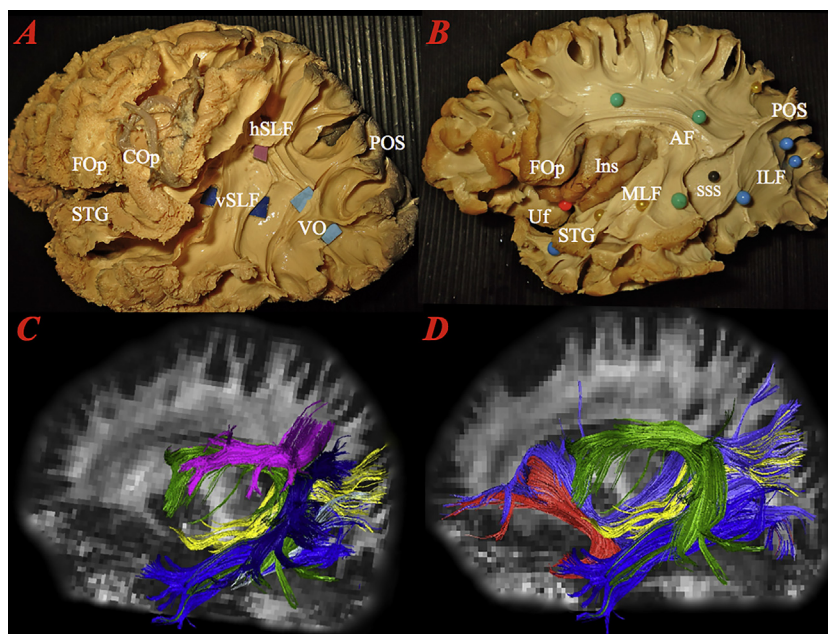 A
B
hSLF
POS
FOp
COp
STG
vSLF
VO
POS
AF
FOp
Ins
ILF
MLF
sss
Uf
STG
C
D